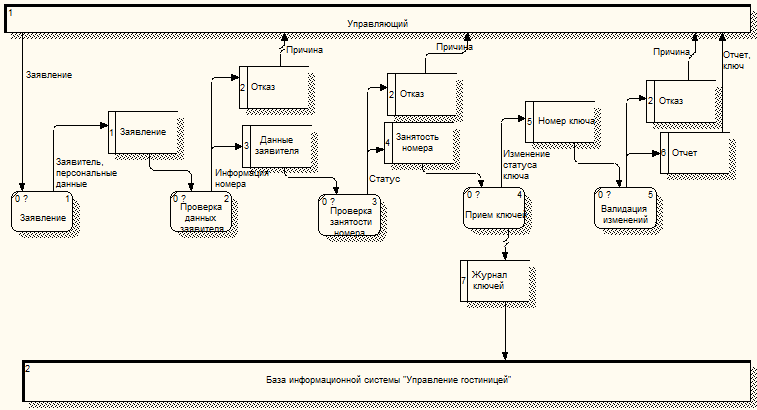 1
Управляющий
Заявление
Причина
Причина
Причина
Отчет,
ключ
2 Отказ
2 Отказ
2 Отказ
1 Заявление
3 Данные
заявителя
4 Занятость
номера
5 Номер ключа
6 Отчет
Заявитель,
персональные
данные
Информация
номера
Статус
Изменение
статуса
ключа
0 ? 1
Заявление
0 ? 2
Проверка
данных
заявителя
0 ? 3
Проверка
занятости
номера
0 ? 4
Прием ключей
0 ? 5
Валидация
изменений
7 Журнал
ключей
2
База информационной системы "Управление гостиницей"